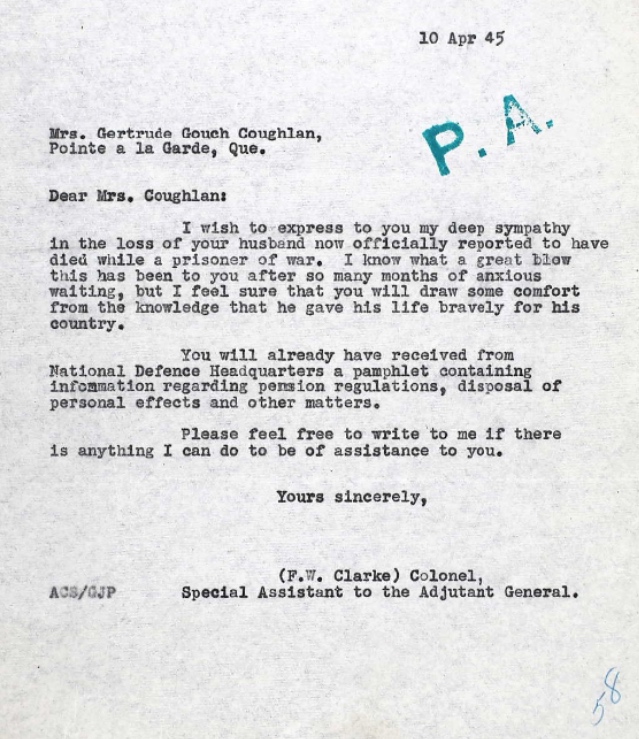 10 Apr 45
P. A.
Mrs. Gertrude Gouch Coughlan,
Pointe a la Garde, Que.
Dear Mrs. Coughlan:
I wish to express to you my deep sympathy
in the loss of your husband now officially reported to have
died while a prisoner of war. I know what a great blow
this has been to you after so many months of anxious
waiting, but I feel sure that you will draw some comfort
from the knowledge that he gave his life bravely for his
country.
You will already have received from
National Defence Headquarters a pamphlet containing
information regarding pension regulations, disposal of
personal effects and other matters.
Please feel free to write to me if there
is anything I can do to be of assistance to you.
Yours sincerely,
(F.W. Clarke) Colonel,
ACS/GJP Special Assistant to the Adjutant General.
58